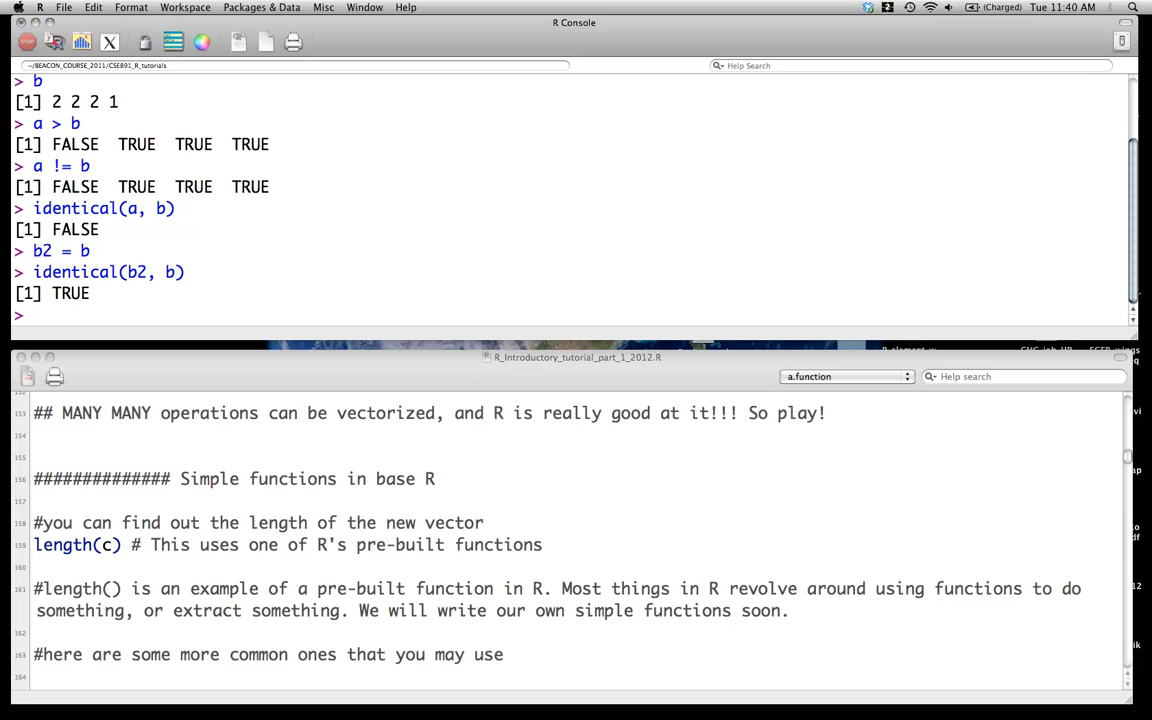 R File Edit Format Workspace Packages & Data Misc Window Help (Charged) Tue 11:40 AM
R Console
~/BEACON_COURSE_2011/CSE891_R_tutorials Help Search
> b
[1] 2 2 2 1
> a > b
[1] FALSE  TRUE  TRUE  TRUE
> a != b
[1] FALSE  TRUE  TRUE  TRUE
> identical(a, b)
[1] FALSE
> b2 = b
> identical(b2, b)
[1] TRUE
>
R_Introductory_tutorial_part_1_2012.R
a.function Help search
153 ## MANY MANY operations can be vectorized, and R is really good at it!!! So play!
154
155
156 ############## Simple functions in base R
157
158 #you can find out the length of the new vector
159 length(c) # This uses one of R's pre-built functions
160
161 #length() is an example of a pre-built function in R. Most things in R revolve around using functions to do
something, or extract something. We will write our own simple functions soon.
162
163 #here are some more common ones that you may use
164